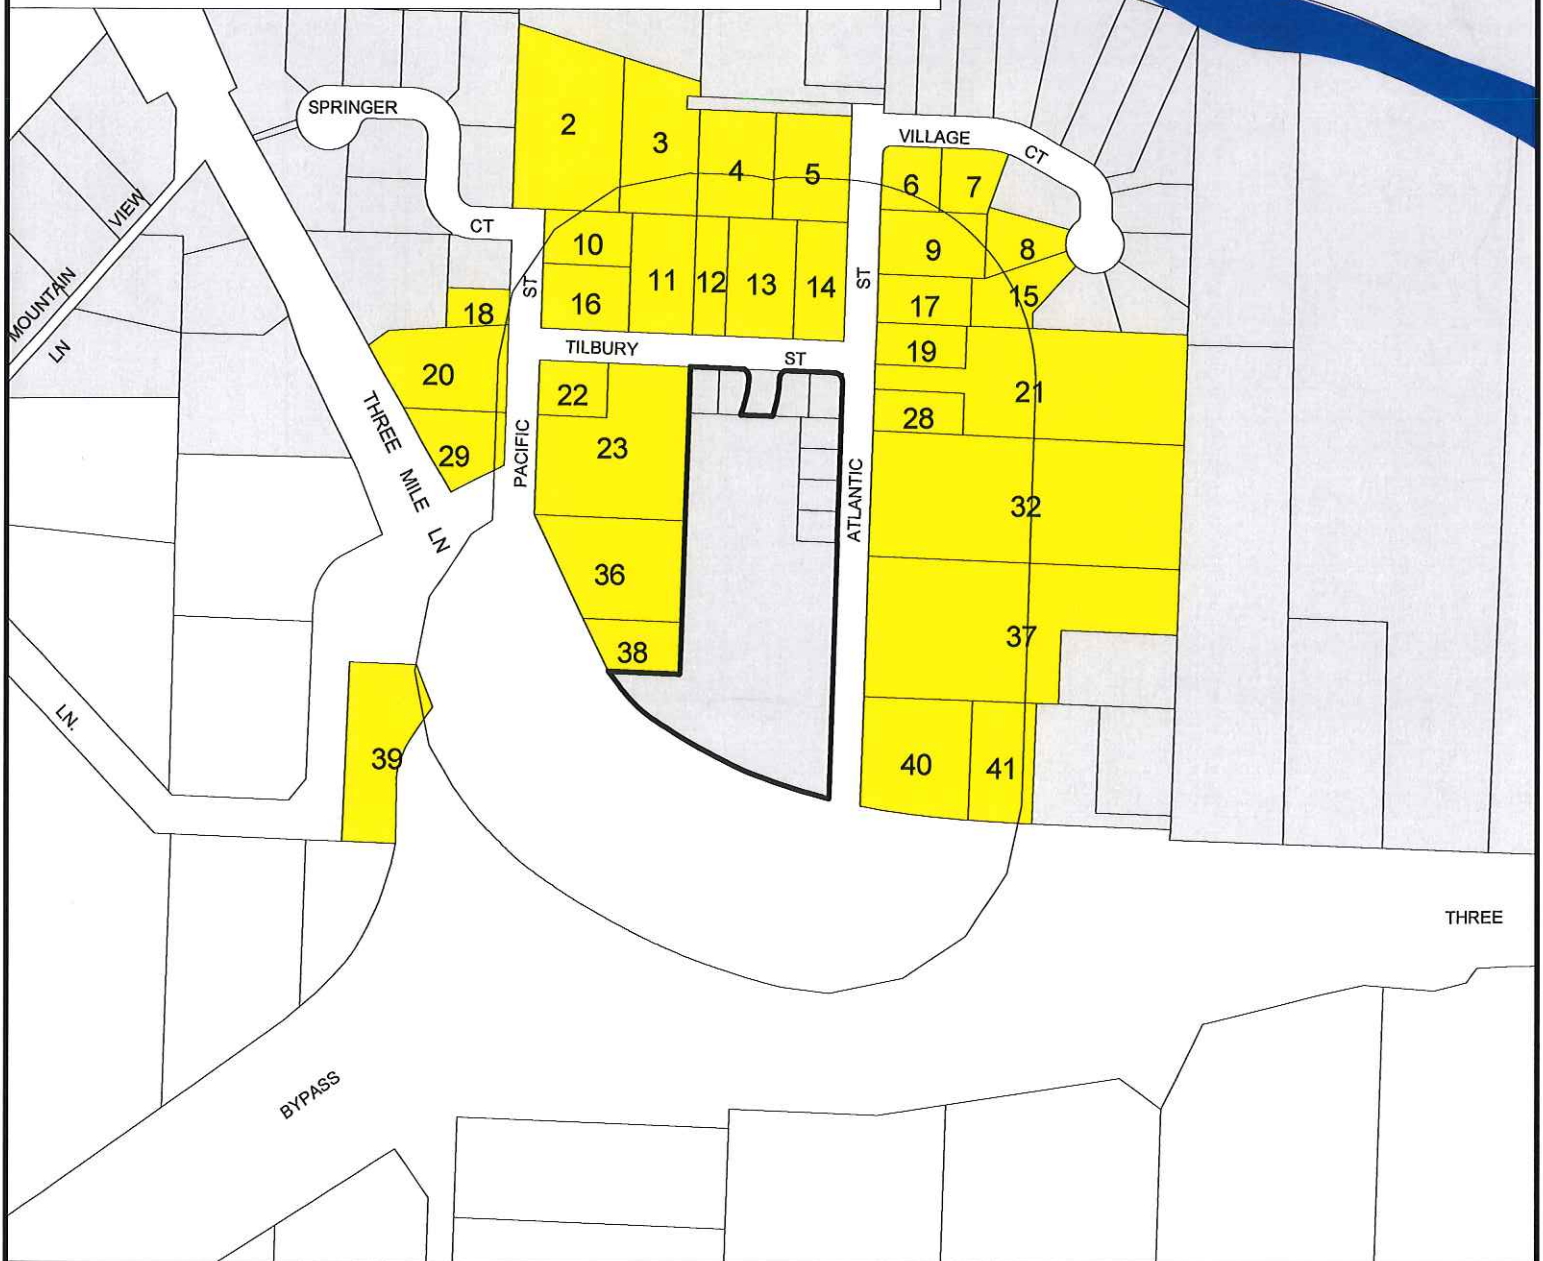 SPRINGER
2
3
4
5
VILLAGE
CT
6
7
MOUNTAIN
VIEW
LN
CT
10
11
12
13
14
ST
ST
9
8
16
17
15
18
TILBURY
ST
19
20
21
22
28
23
29
THREE MILE LN
PACIFIC
ATLANTIC
32
36
37
38
LN.
39
40
41
THREE
BYPASS